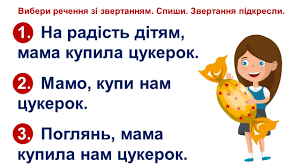 Вибери речення зі звертанням. Спиши. Звертання підкресли.
1. На радість дітям,
мама купила цукерок.
2. Мамо, купи нам
цукерок.
3. Поглянь, мама
купила нам цукерок.